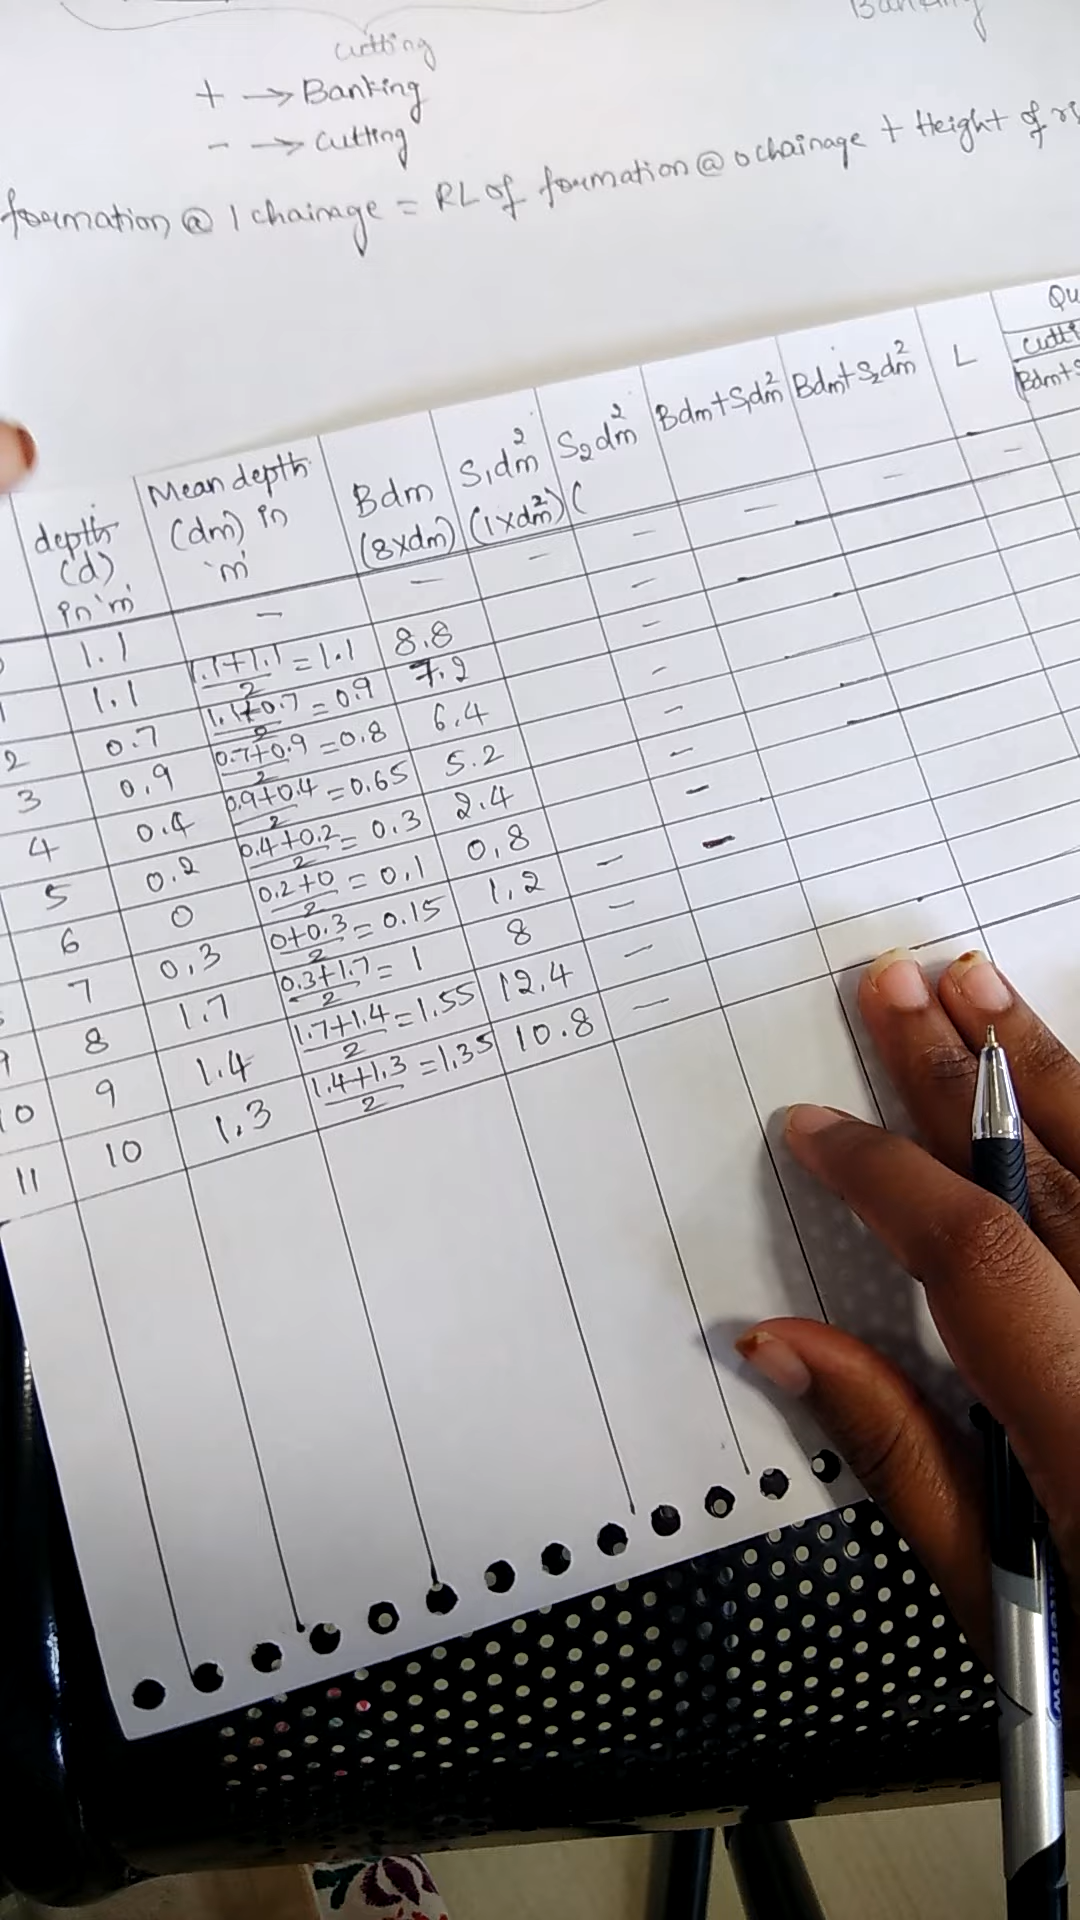 cutting
+ → Banking
- → cutting
formation @ 1 chainage = RL of formation @ 0 chainage + Height of
depth (d) in 'm' | Mean depth (dm) in 'm' | Bdm (8×dm) | S₁dm² (1×dm²) | S₂dm² ( | Bdm+S₁dm² | Bdm+S₂dm² | L
1.1 | - | - | - | - | - | - | -
1 | 1.1 | 1.1+1.1/2 = 1.1 | 8.8 | -
2 | 0.7 | 1.1+0.7/2 = 0.9 | 7.2 | -
3 | 0.9 | 0.7+0.9/2 = 0.8 | 6.4 | -
4 | 0.4 | 0.9+0.4/2 = 0.65 | 5.2 | -
5 | 0.2 | 0.4+0.2/2 = 0.3 | 2.4 | -
6 | 0 | 0.2+0/2 = 0.1 | 0.8 | -
7 | 0.3 | 0+0.3/2 = 0.15 | 1.2 | - | -
9 | 8 | 1.7 | 0.3+1.7/2 = 1 | 8 | -
10 | 9 | 1.4 | 1.7+1.4/2 = 1.55 | 12.4 | -
11 | 10 | 1.3 | 1.4+1.3/2 = 1.35 | 10.8 | -